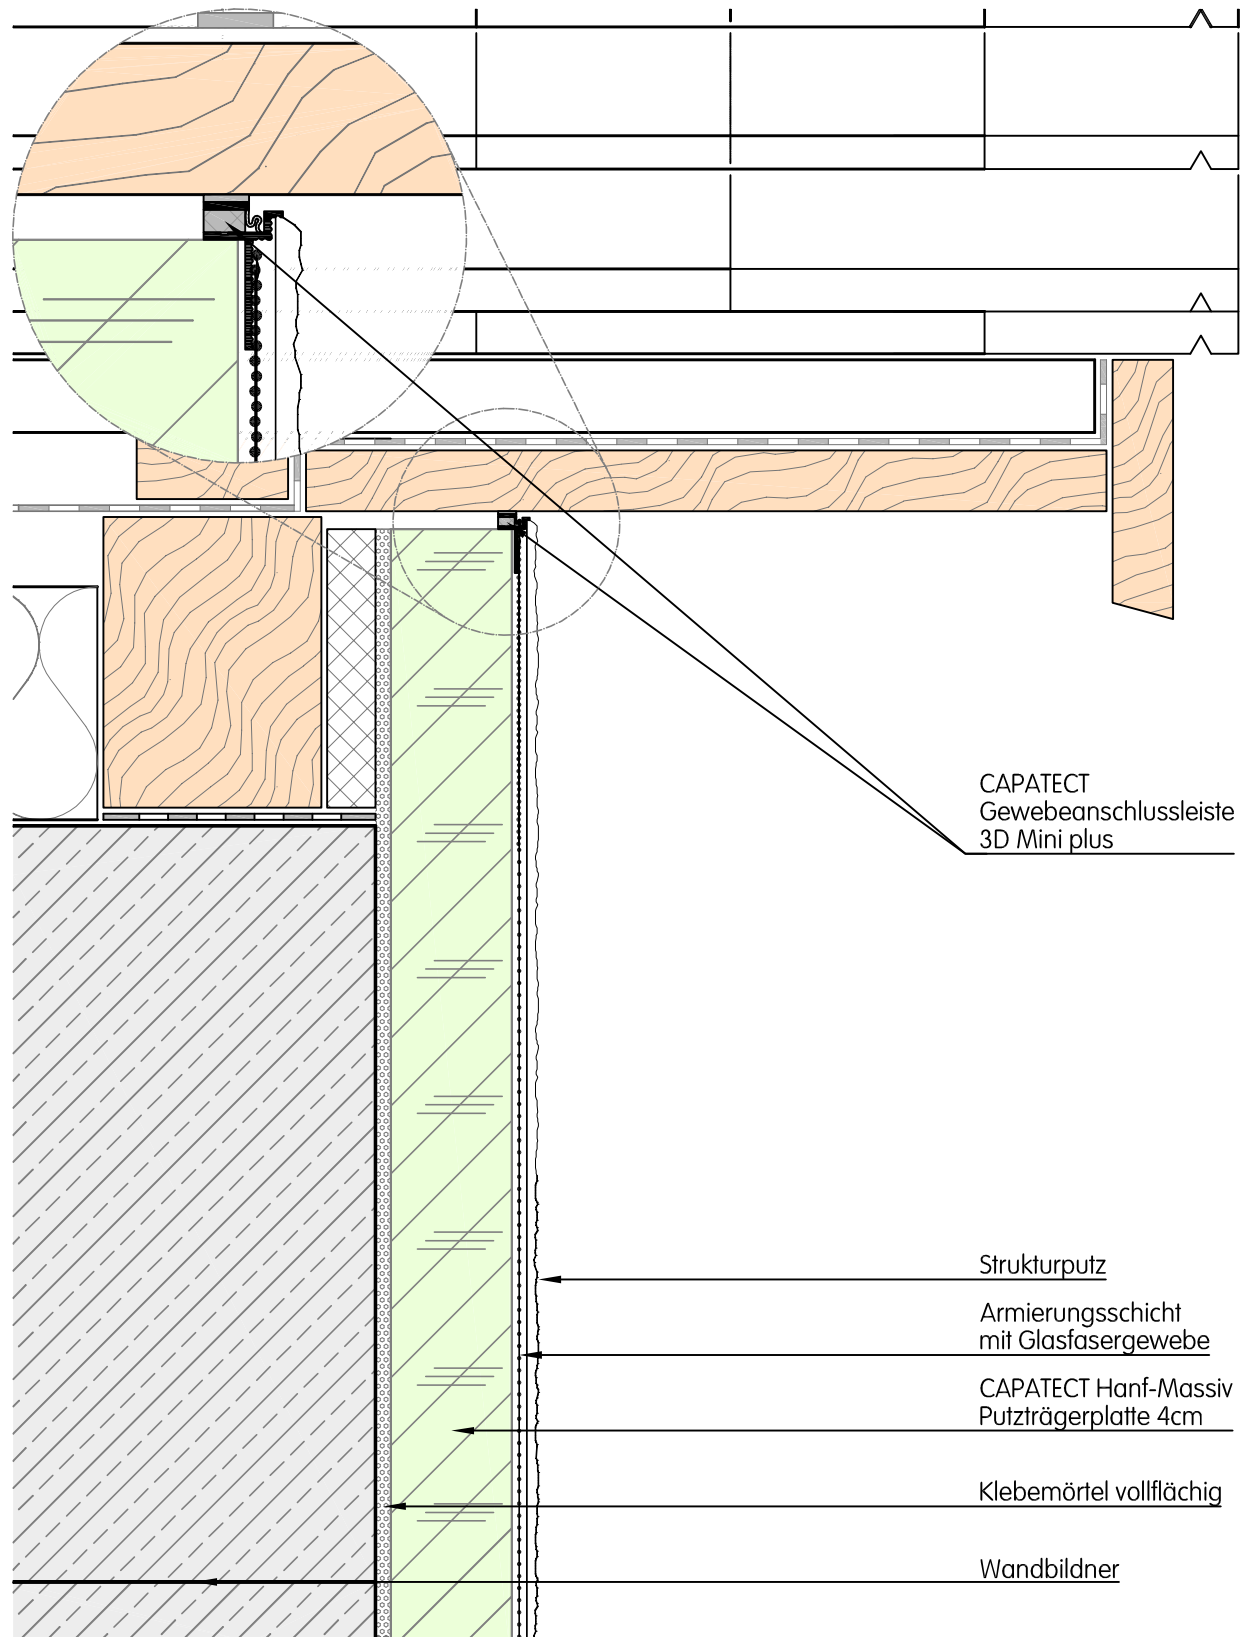 CAPATECT
Gewebeanschlussleiste
3D Mini plus
Strukturputz
Armierungsschicht
mit Glasfasergewebe
CAPATECT Hanf-Massiv
Putzträgerplatte 4cm
Klebemörtel vollflächig
Wandbildner